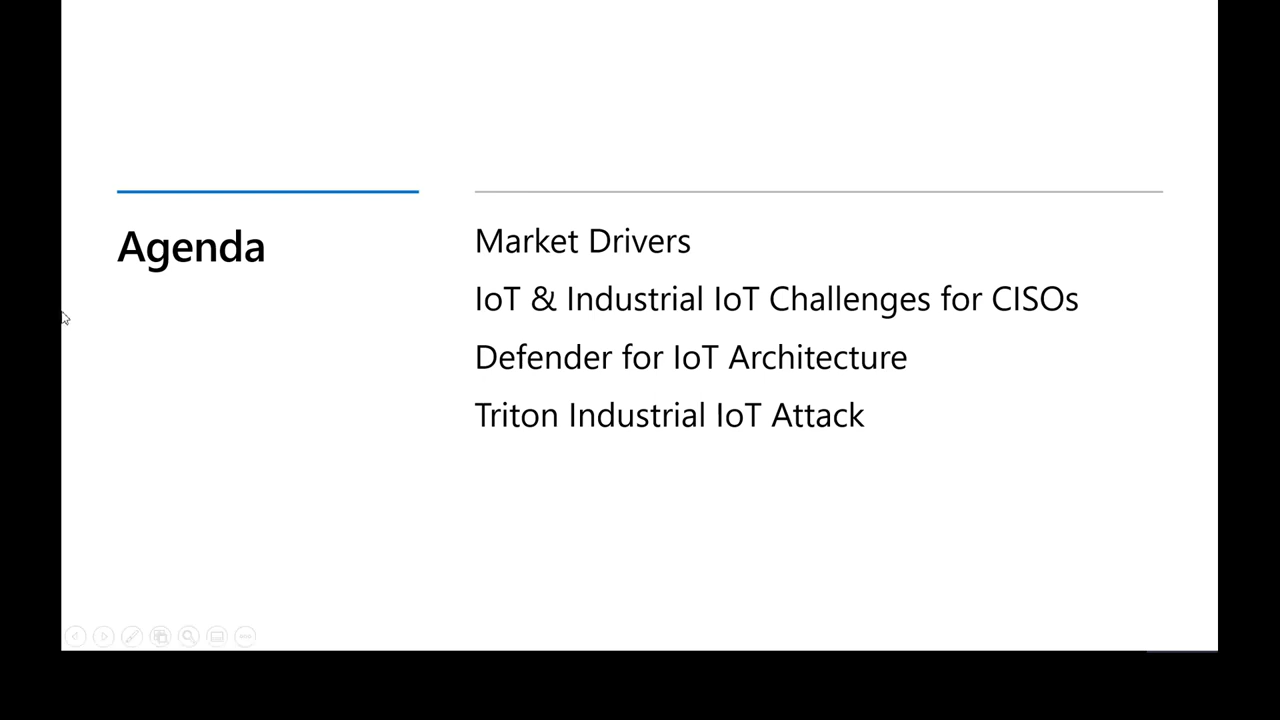 Agenda
Market Drivers
IoT & Industrial IoT Challenges for CISOs
Defender for IoT Architecture
Triton Industrial IoT Attack